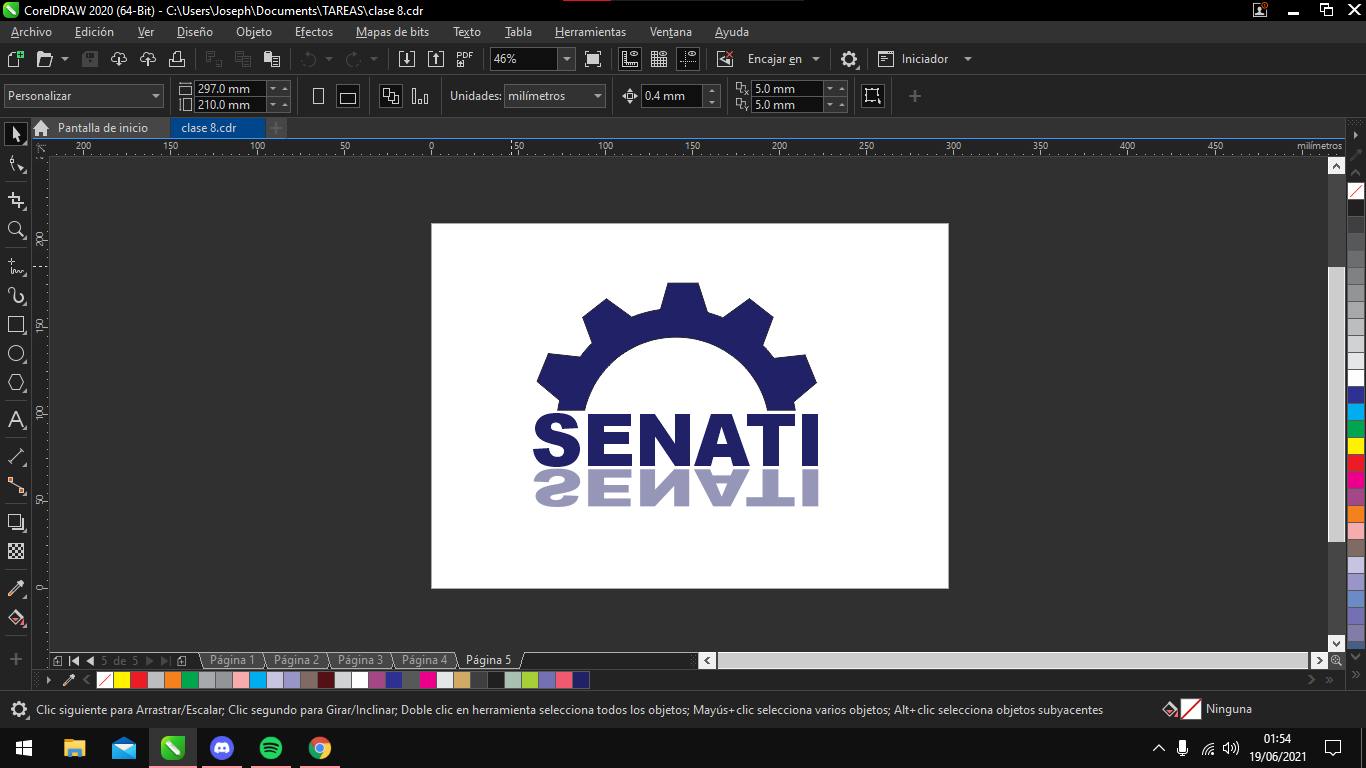 CorelDRAW 2020 (64-Bit) - C:\Users\Joseph\Documents\TAREAS\clase 8.cdr
Archivo Edición Ver Diseño Objeto Efectos Mapas de bits Texto Tabla Herramientas Ventana Ayuda
PDF 46% Encajar en Iniciador
Personalizar 297.0 mm 210.0 mm Unidades: milímetros 0.4 mm 5.0 mm 5.0 mm
Pantalla de inicio clase 8.cdr
200 150 100 50 0 50 100 150 200 250 300 350 400 450 milímetros
200
150
100
50
0
SENATI
SENATI
5 de 5 Página 1 Página 2 Página 3 Página 4 Página 5
Clic siguiente para Arrastrar/Escalar; Clic segundo para Girar/Inclinar; Doble clic en herramienta selecciona todos los objetos; Mayús+clic selecciona varios objetos; Alt+clic selecciona objetos subyacentes Ninguna
01:54
19/06/2021